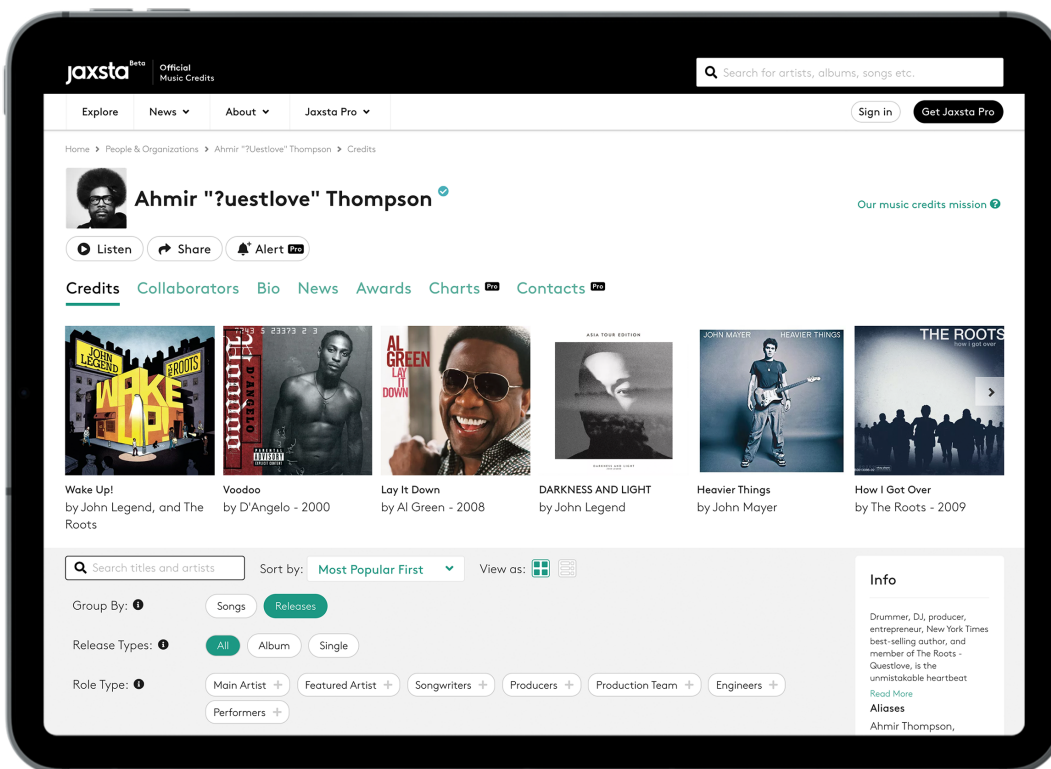 jaxsta Beta
Official
Music Credits
Search for artists, albums, songs etc.
Explore
News
About
Jaxsta Pro
Sign in
Get Jaxsta Pro
Home > People & Organizations > Ahmir "?Uestlove" Thompson > Credits
Ahmir "?uestlove" Thompson
Our music credits mission ?
Listen
Share
Alert Pro
Credits
Collaborators
Bio
News
Awards
Charts Pro
Contacts Pro
JOHN
LEGEND
THE
ROOTS
WAKE
UP!
5 23373 2 3
Voodoo
D'ANGELO
PARENTAL
ADVISORY
EXPLICIT CONTENT
AL
GREEN
LAY
IT
DOWN
ASIA TOUR EDITION
DARKNESS AND LIGHT
JOHN MAYER
HEAVIER THINGS
THE ROOTS
how i got over
Wake Up!
by John Legend, and The
Roots
Voodoo
by D'Angelo - 2000
Lay It Down
by Al Green - 2008
DARKNESS AND LIGHT
by John Legend
Heavier Things
by John Mayer
How I Got Over
by The Roots - 2009
Search titles and artists
Sort by:
Most Popular First
View as:
Group By:
Songs
Releases
Release Types:
All
Album
Single
Role Type:
Main Artist +
Featured Artist +
Songwriters +
Producers +
Production Team +
Engineers +
Performers +
Info
Drummer, DJ, producer,
entrepreneur, New York Times
best-selling author, and
member of The Roots -
Questlove, is the
unmistakable heartbeat
Read More
Aliases
Ahmir Thompson,